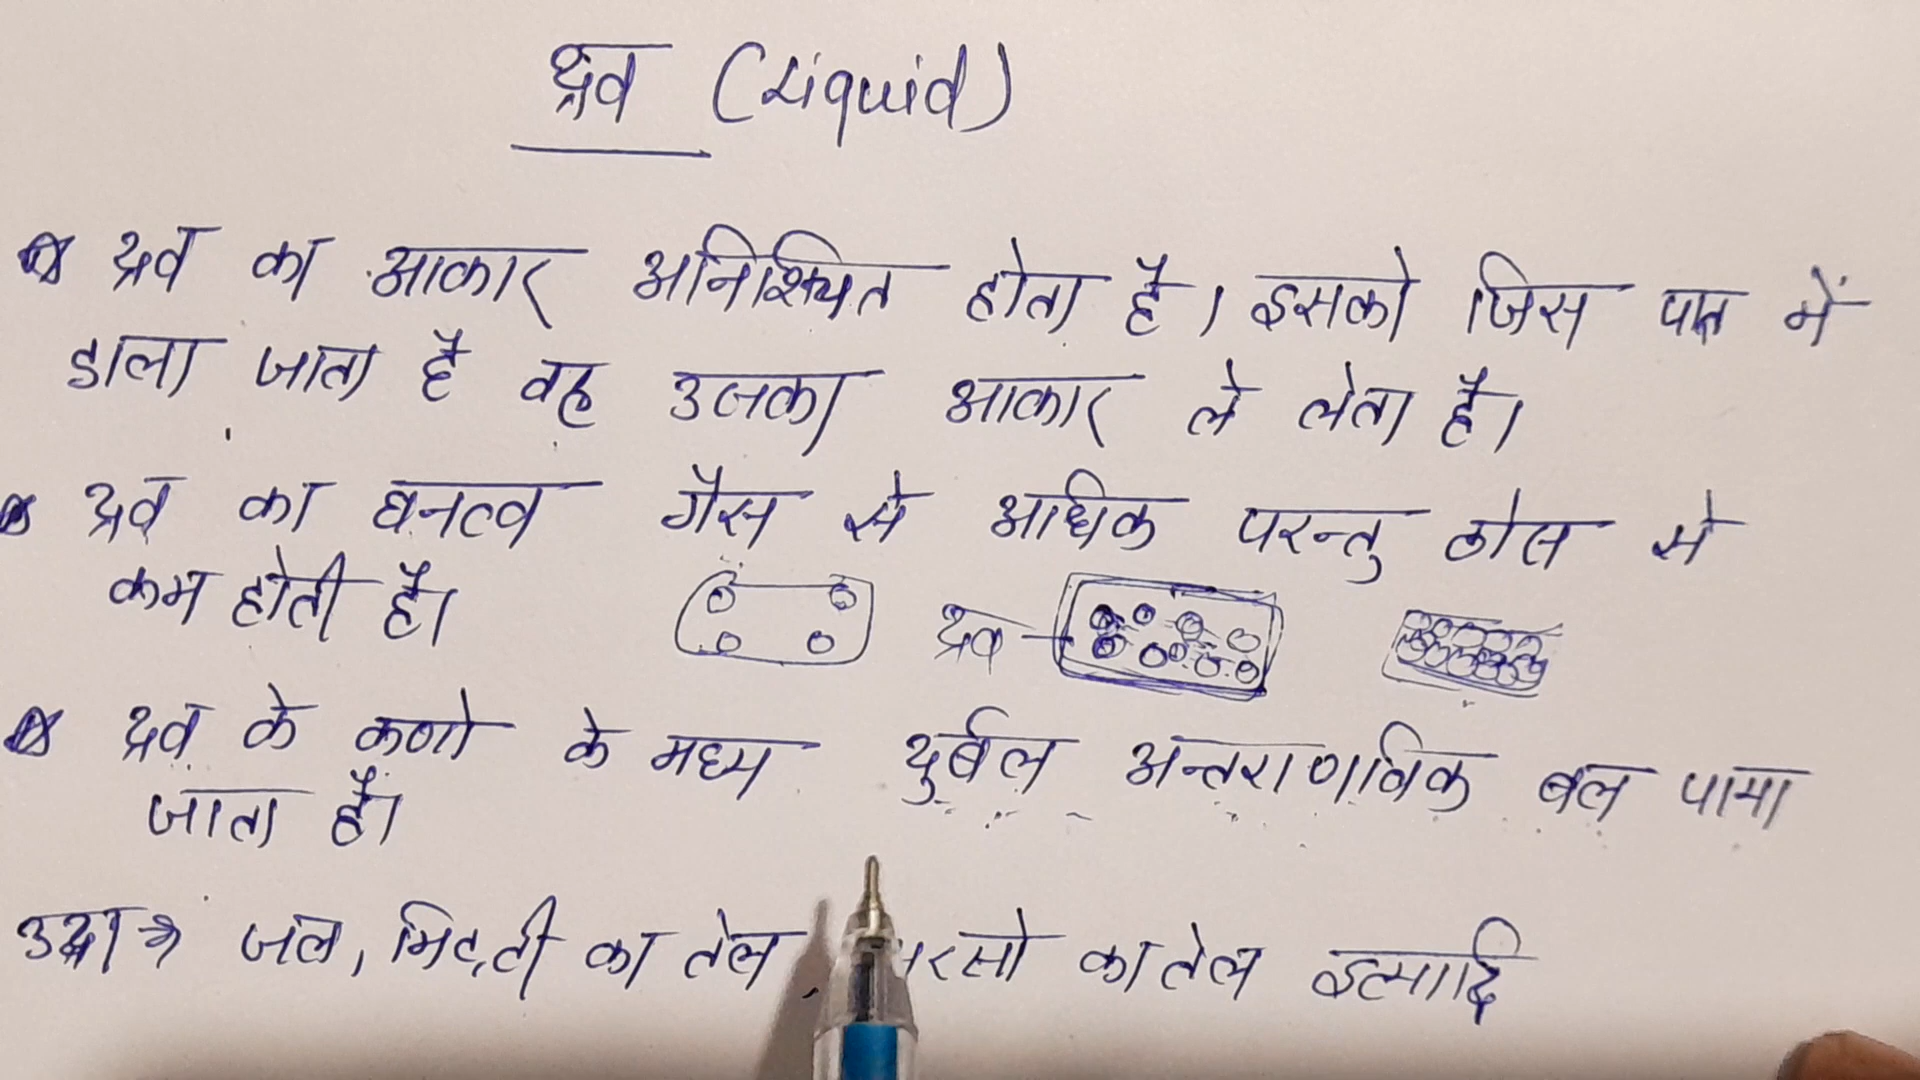 द्रव (Liquid)
द्रव का आकार अनिश्चित होता है। इसको जिस पात्र में
डाला जाता है वह उसका आकार ले लेता है।
द्रव का घनत्व गैस से अधिक परन्तु ठोस से
कम होती है।
द्रव
द्रव के कणो के मध्य दुर्बल अन्तराणविक बल पाया
जाता है।
उदा → जल, मिट्टी का तेल सरसो का तेल इत्यादि